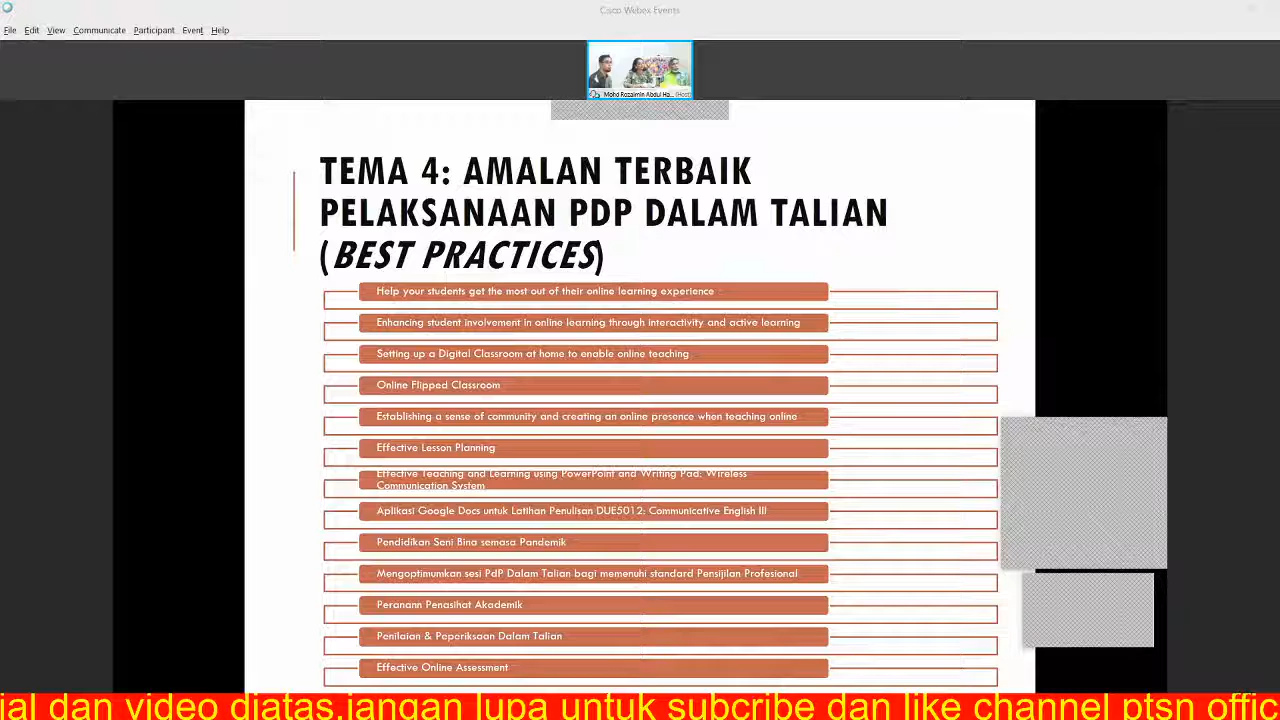 Cisco Webex Events
File Edit View Communicate Participant Event Help
Mohd Rozaimin Abdul Ha... (Host)
TEMA 4: AMALAN TERBAIK
PELAKSANAAN PDP DALAM TALIAN
(BEST PRACTICES)
Help your students get the most out of their online learning experience
Enhancing student involvement in online learning through interactivity and active learning
Setting up a Digital Classroom at home to enable online teaching
Online Flipped Classroom
Establishing a sense of community and creating an online presence when teaching online
Effective Lesson Planning
Effective Teaching and Learning using PowerPoint and Writing Pad: Wireless
Communication System
Aplikasi Google Docs untuk Latihan Penulisan DUE5012: Communicative English III
Pendidikan Seni Bina semasa Pandemik
Mengoptimumkan sesi PdP Dalam Talian bagi memenuhi standard Pensijilan Profesional
Peranann Penasihat Akademik
Penilaian & Peperiksaan Dalam Talian
Effective Online Assessment
ial dan video diatas,jangan lupa untuk subcribe dan like channel ptsn offic